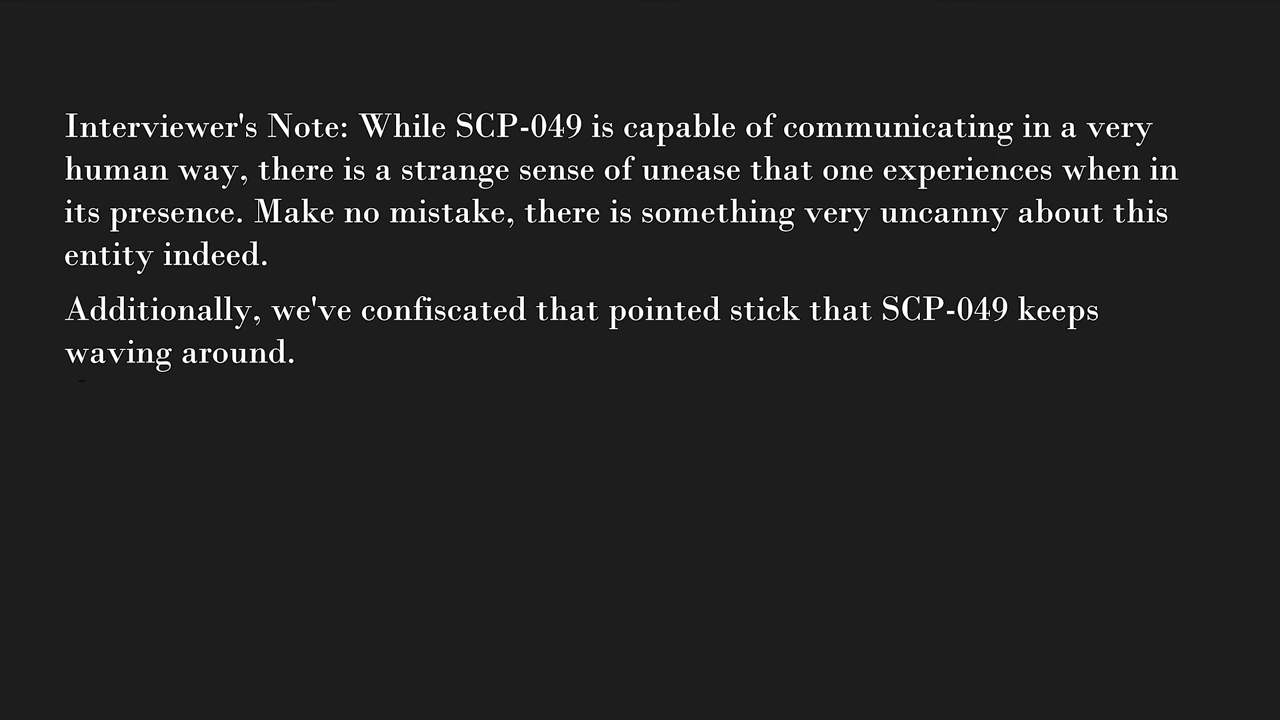 Interviewer's Note: While SCP-049 is capable of communicating in a very
human way, there is a strange sense of unease that one experiences when in
its presence. Make no mistake, there is something very uncanny about this
entity indeed.
Additionally, we've confiscated that pointed stick that SCP-049 keeps
waving around.